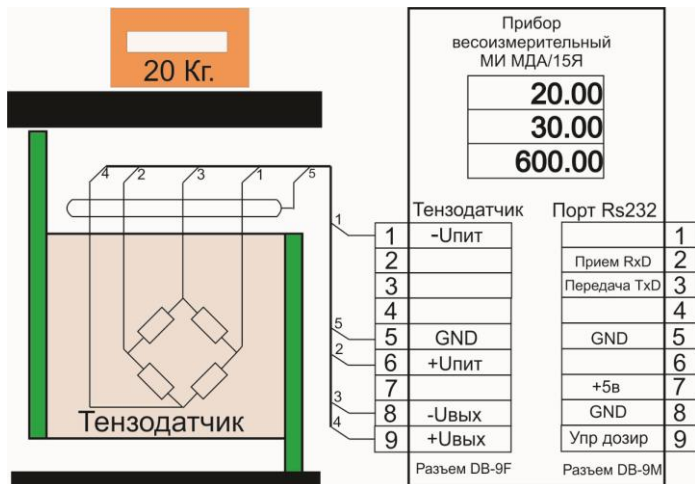 20 Кг.
4 2 3 1 5
Тензодатчик
Прибор
весоизмерительный
МИ МДА/15Я
20.00
30.00
600.00
Тензодатчик Порт Rs232
1 1 -Uпит 1
2 Прием RxD 2
3 Передача TxD 3
4 4
5 5 GND GND 5
2 6 +Uпит 6
7 +5в 7
3 8 -Uвых GND 8
4 9 +Uвых Упр дозир 9
Разъем DB-9F Разъем DB-9M